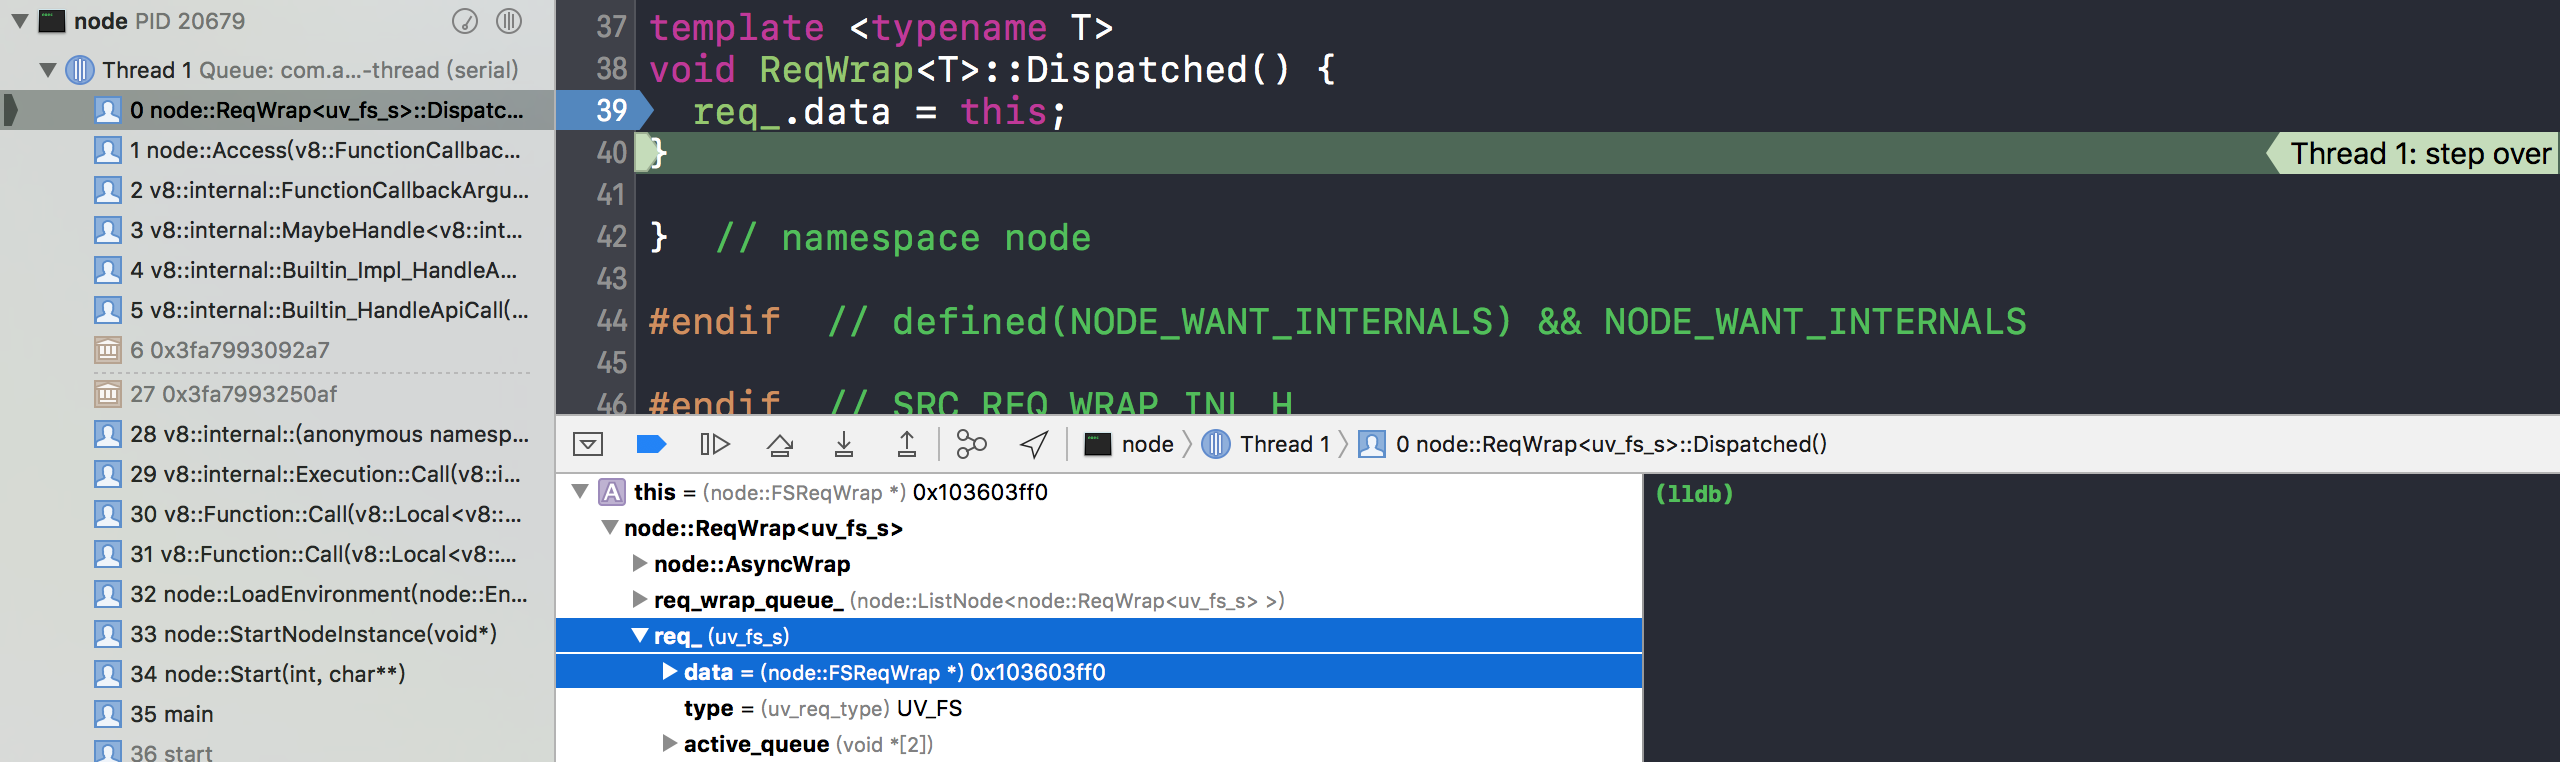 node PID 20679
Thread 1 Queue: com.a...-thread (serial)
0 node::ReqWrap<uv_fs_s>::Dispatc...
1 node::Access(v8::FunctionCallbac...
2 v8::internal::FunctionCallbackArgu...
3 v8::internal::MaybeHandle<v8::int...
4 v8::internal::Builtin_Impl_HandleA...
5 v8::internal::Builtin_HandleApiCall(...
6 0x3fa7993092a7
27 0x3fa7993250af
28 v8::internal::(anonymous namesp...
29 v8::internal::Execution::Call(v8::i...
30 v8::Function::Call(v8::Local<v8::...
31 v8::Function::Call(v8::Local<v8::...
32 node::LoadEnvironment(node::En...
33 node::StartNodeInstance(void*)
34 node::Start(int, char**)
35 main
36 start
37 template <typename T>
38 void ReqWrap<T>::Dispatched() {
39 req_.data = this;
40 } Thread 1: step over
41
42 } // namespace node
43
44 #endif // defined(NODE_WANT_INTERNALS) && NODE_WANT_INTERNALS
45
46 #endif // SRC_REQ_WRAP_INL_H_
node Thread 1 0 node::ReqWrap<uv_fs_s>::Dispatched()
A this = (node::FSReqWrap *) 0x103603ff0
node::ReqWrap<uv_fs_s>
node::AsyncWrap
req_wrap_queue_ (node::ListNode<node::ReqWrap<uv_fs_s> >)
req_ (uv_fs_s)
data = (node::FSReqWrap *) 0x103603ff0
type = (uv_req_type) UV_FS
active_queue (void *[2])
(lldb)